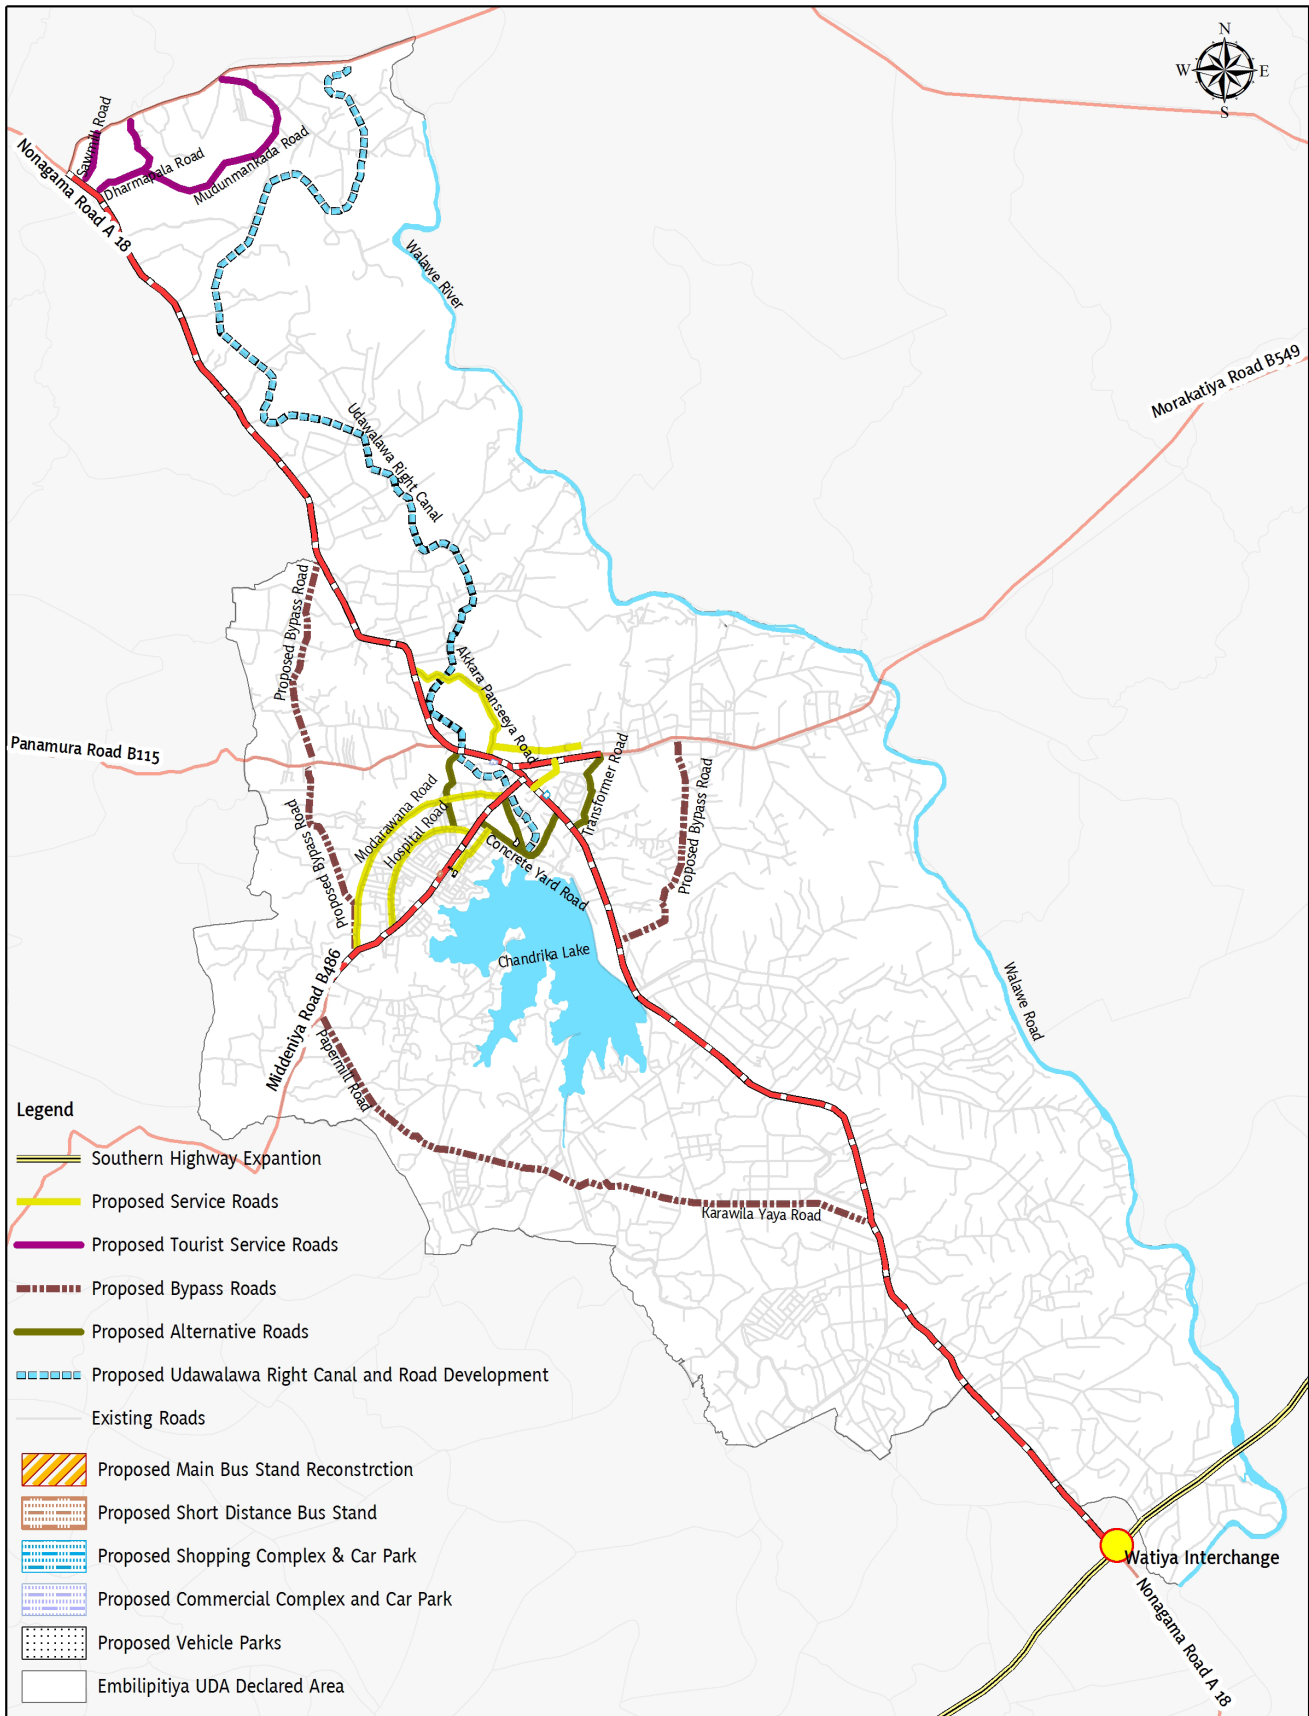 N
W
E
S
Sawmill Road
Dharmapala Road
Mudunmankada Road
Nonagama Road A 18
Walawe River
Morakatiya Road B549
Udawalawa Right Canal
Proposed Bypass Road
Akkara Panseeya Road
Panamura Road B115
Transformer Road
Proposed Bypass Road
Modarawana Road
Hospital Road
Proposed Bypass Road
Proposed Bypass Road
Concrete Yard Road
Chandrika Lake
Middeniya Road B486
Walawe Road
Papermill Road
Karawila Yaya Road
Legend
Southern Highway Expantion
Proposed Service Roads
Proposed Tourist Service Roads
Proposed Bypass Roads
Proposed Alternative Roads
Proposed Udawalawa Right Canal and Road Development
Existing Roads
Proposed Main Bus Stand Reconstrction
Proposed Short Distance Bus Stand
Proposed Shopping Complex & Car Park
Proposed Commercial Complex and Car Park
Proposed Vehicle Parks
Embilipitiya UDA Declared Area
Watiya Interchange
Nonagama Road A 18